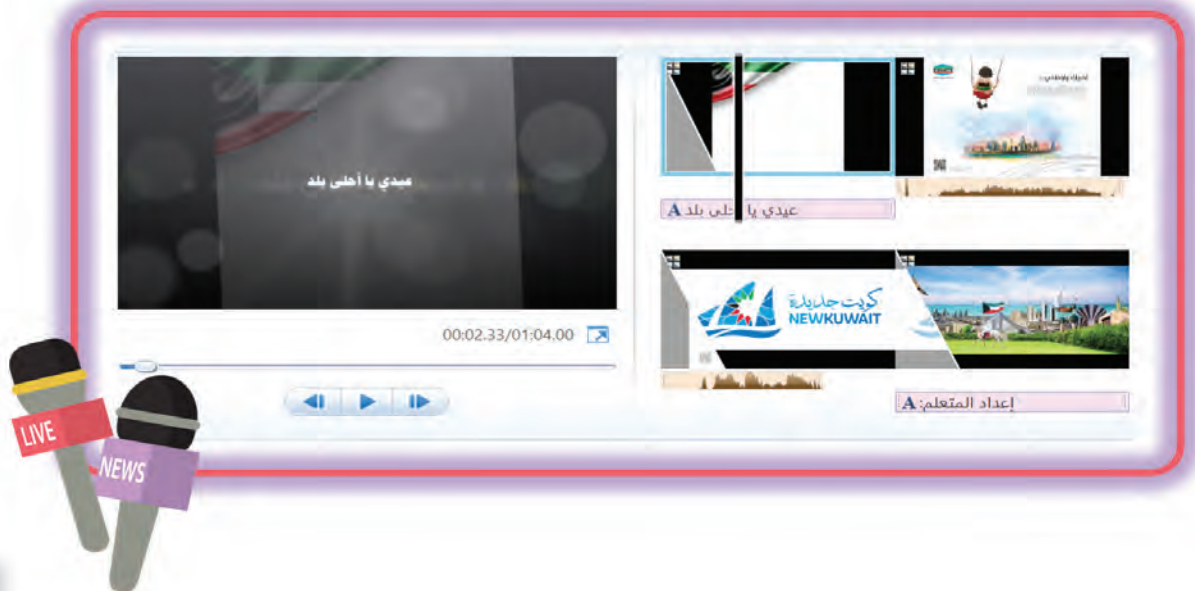 عيدي يا أحلى بلد
00:02.33/01:04.00
A عيدي يا أحلى بلد
كويت جديدة
NEWKUWAIT
A إعداد المتعلم:
LIVE
NEWS